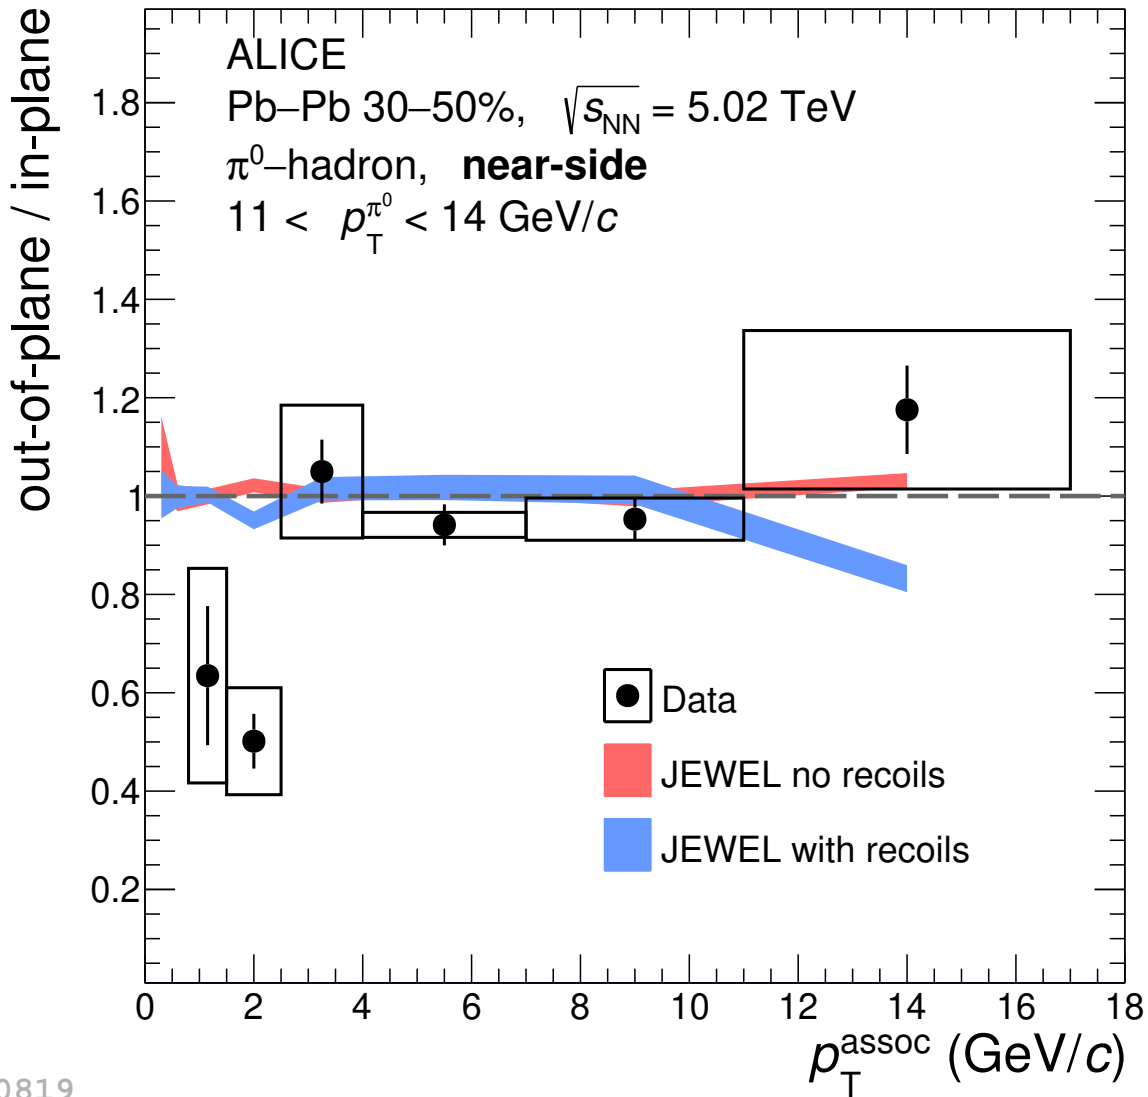 out-of-plane / in-plane
ALICE
Pb–Pb 30–50%, √sNN = 5.02 TeV
π0–hadron, near-side
11 < pTπ0 < 14 GeV/c
1.8
1.6
1.4
1.2
1
0.8
0.6
0.4
0.2
Data
JEWEL no recoils
JEWEL with recoils
0 2 4 6 8 10 12 14 16 18
pTassoc (GeV/c)
0819